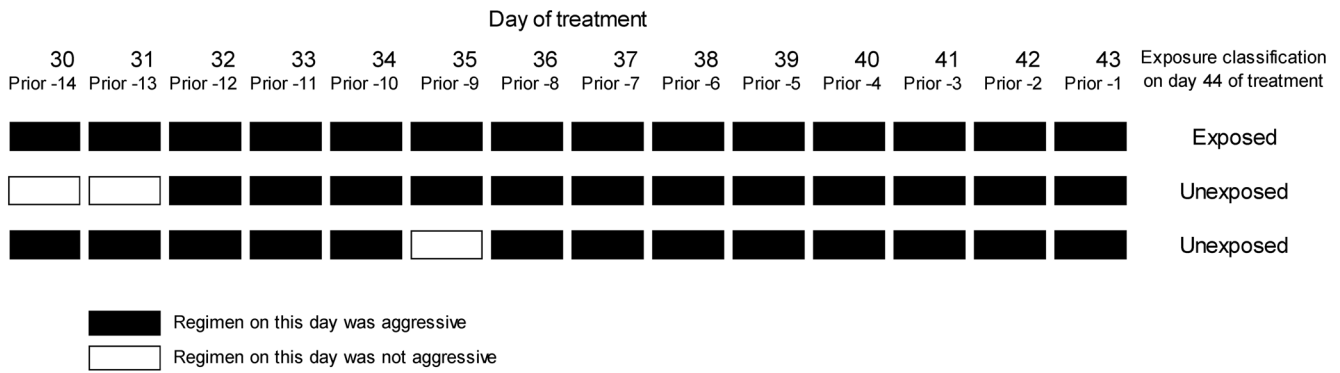 Day of treatment
30 31 32 33 34 35 36 37 38 39 40 41 42 43 Exposure classification
Prior -14 Prior -13 Prior -12 Prior -11 Prior -10 Prior -9 Prior -8 Prior -7 Prior -6 Prior -5 Prior -4 Prior -3 Prior -2 Prior -1 on day 44 of treatment
Exposed
Unexposed
Unexposed
Regimen on this day was aggressive
Regimen on this day was not aggressive